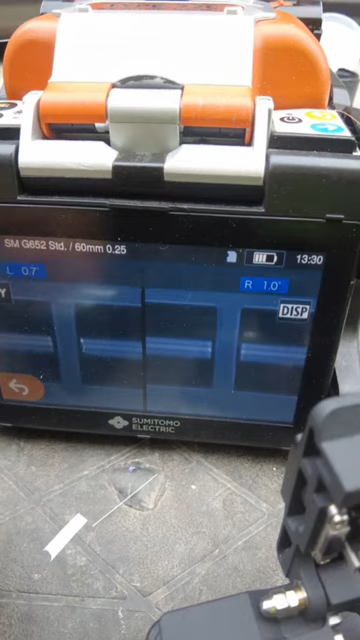 SM G652 Std. / 60mm 0.25
13:30
L 0.7°
R 1.0°
Y
DISP
SUMITOMO
ELECTRIC